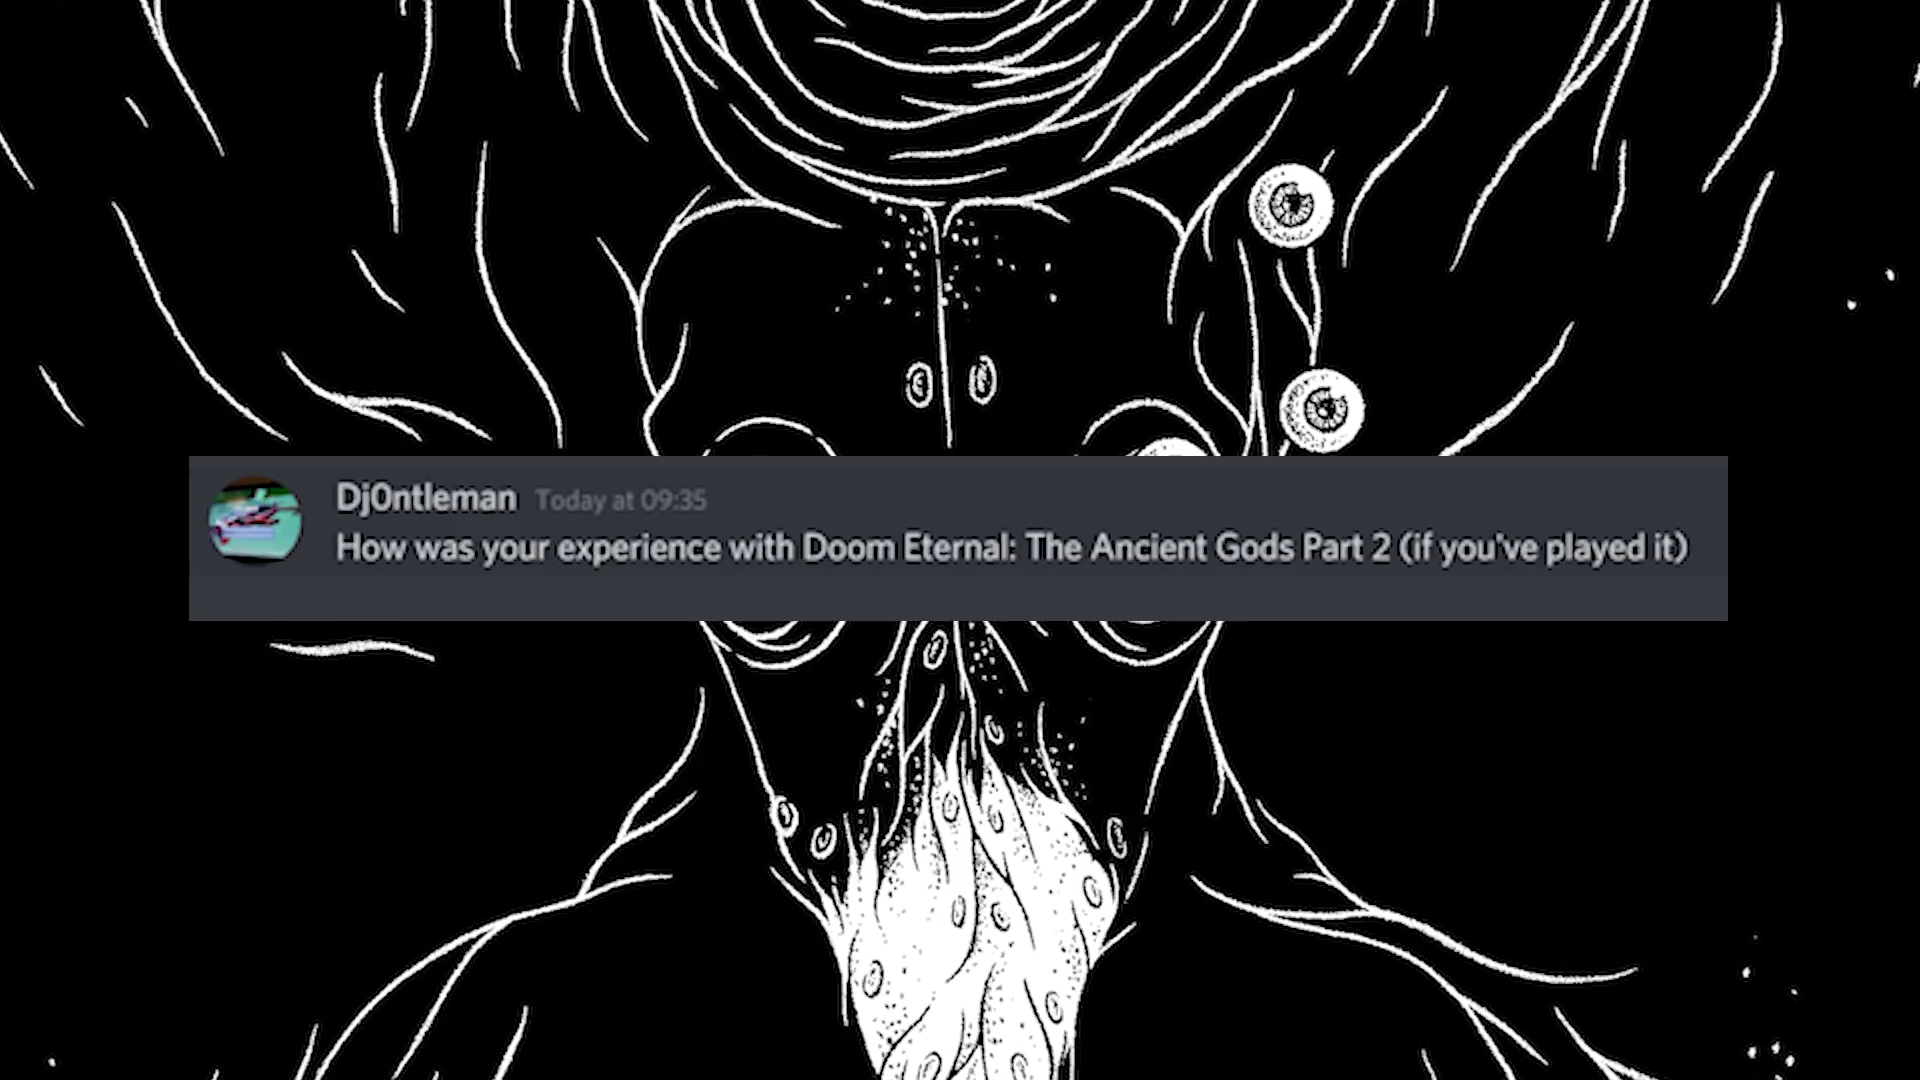 Dj0ntleman Today at 09:35
How was your experience with Doom Eternal: The Ancient Gods Part 2 (if you've played it)